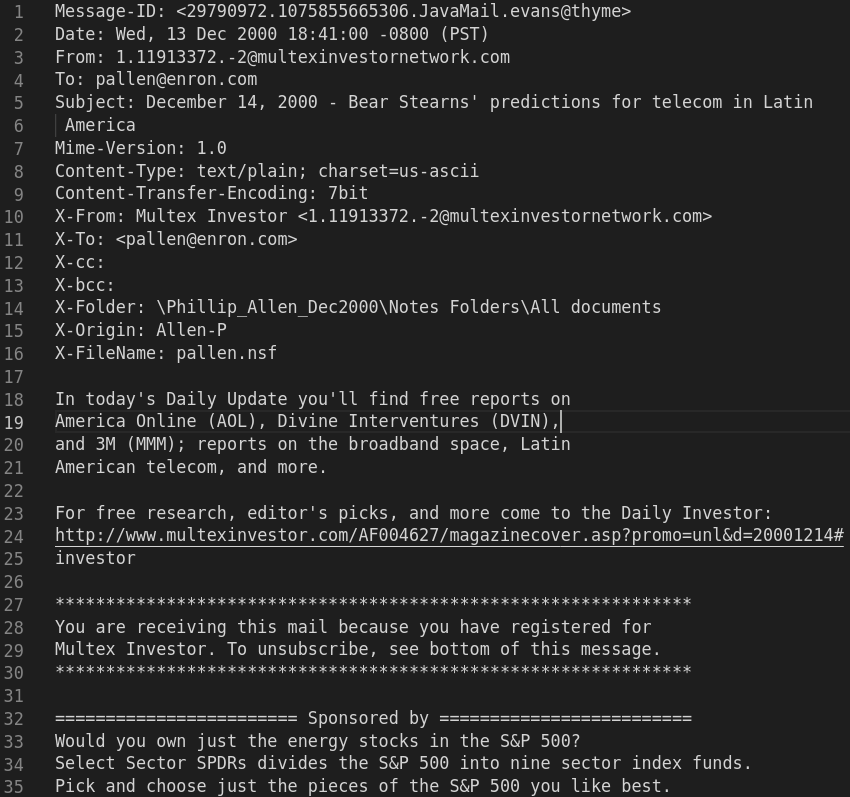 1 Message-ID: <29790972.1075855665306.JavaMail.evans@thyme>
2 Date: Wed, 13 Dec 2000 18:41:00 -0800 (PST)
3 From: 1.11913372.-2@multexinvestornetwork.com
4 To: pallen@enron.com
5 Subject: December 14, 2000 - Bear Stearns' predictions for telecom in Latin
6  America
7 Mime-Version: 1.0
8 Content-Type: text/plain; charset=us-ascii
9 Content-Transfer-Encoding: 7bit
10 X-From: Multex Investor <1.11913372.-2@multexinvestornetwork.com>
11 X-To: <pallen@enron.com>
12 X-cc:
13 X-bcc:
14 X-Folder: \Phillip_Allen_Dec2000\Notes Folders\All documents
15 X-Origin: Allen-P
16 X-FileName: pallen.nsf
17
18 In today's Daily Update you'll find free reports on
19 America Online (AOL), Divine Interventures (DVIN),
20 and 3M (MMM); reports on the broadband space, Latin
21 American telecom, and more.
22
23 For free research, editor's picks, and more come to the Daily Investor:
24 http://www.multexinvestor.com/AF004627/magazinecover.asp?promo=unl&d=20001214#
25 investor
26
27 ***************************************************************
28 You are receiving this mail because you have registered for
29 Multex Investor. To unsubscribe, see bottom of this message.
30 ***************************************************************
31
32 ======================== Sponsored by =========================
33 Would you own just the energy stocks in the S&P 500?
34 Select Sector SPDRs divides the S&P 500 into nine sector index funds.
35 Pick and choose just the pieces of the S&P 500 you like best.